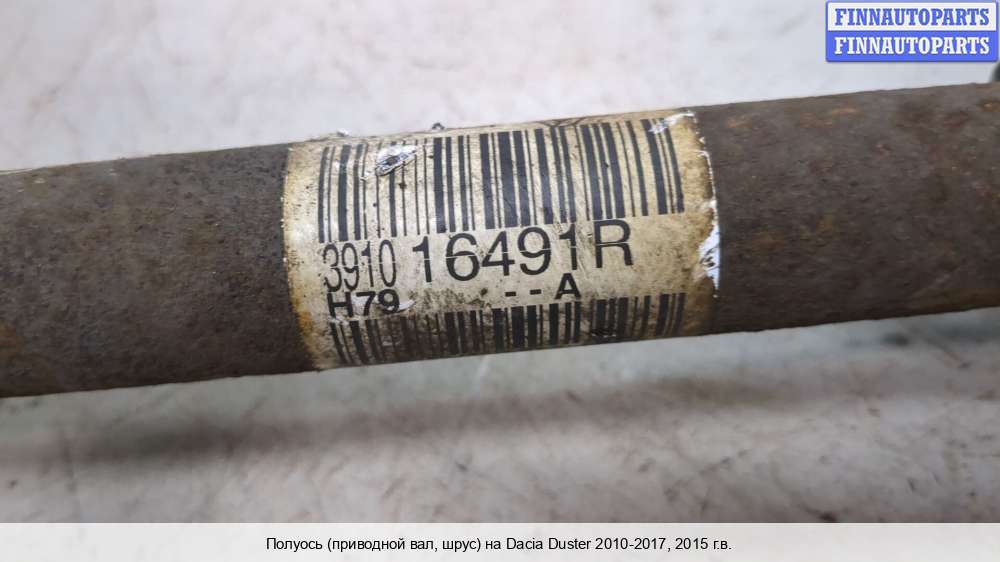 FINNAUTOPARTS
FINNAUTOPARTS
3910 16491R
H79 -- A
Полуось (приводной вал, шрус) на Dacia Duster 2010-2017, 2015 г.в.